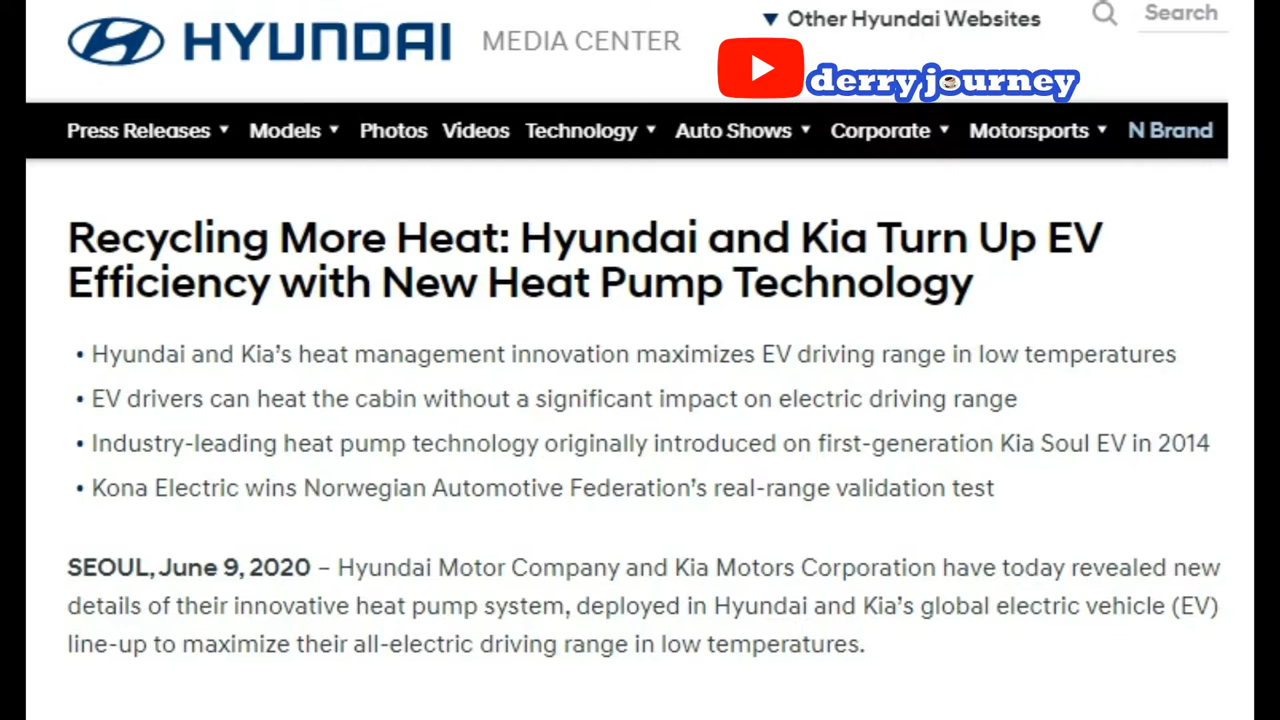 HYUNDAI MEDIA CENTER
▼ Other Hyundai Websites
Search
derry journey
Press Releases ▼ Models ▼ Photos Videos Technology ▼ Auto Shows ▼ Corporate ▼ Motorsports ▼ N Brand
Recycling More Heat: Hyundai and Kia Turn Up EV
Efficiency with New Heat Pump Technology
• Hyundai and Kia’s heat management innovation maximizes EV driving range in low temperatures
• EV drivers can heat the cabin without a significant impact on electric driving range
• Industry-leading heat pump technology originally introduced on first-generation Kia Soul EV in 2014
• Kona Electric wins Norwegian Automotive Federation’s real-range validation test
SEOUL, June 9, 2020 – Hyundai Motor Company and Kia Motors Corporation have today revealed new
details of their innovative heat pump system, deployed in Hyundai and Kia’s global electric vehicle (EV)
line-up to maximize their all-electric driving range in low temperatures.